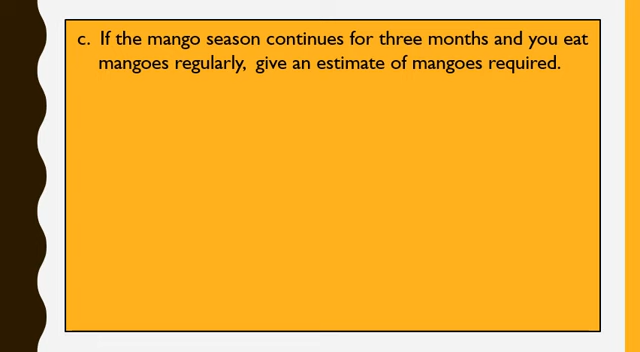 c. If the mango season continues for three months and you eat
mangoes regularly, give an estimate of mangoes required.